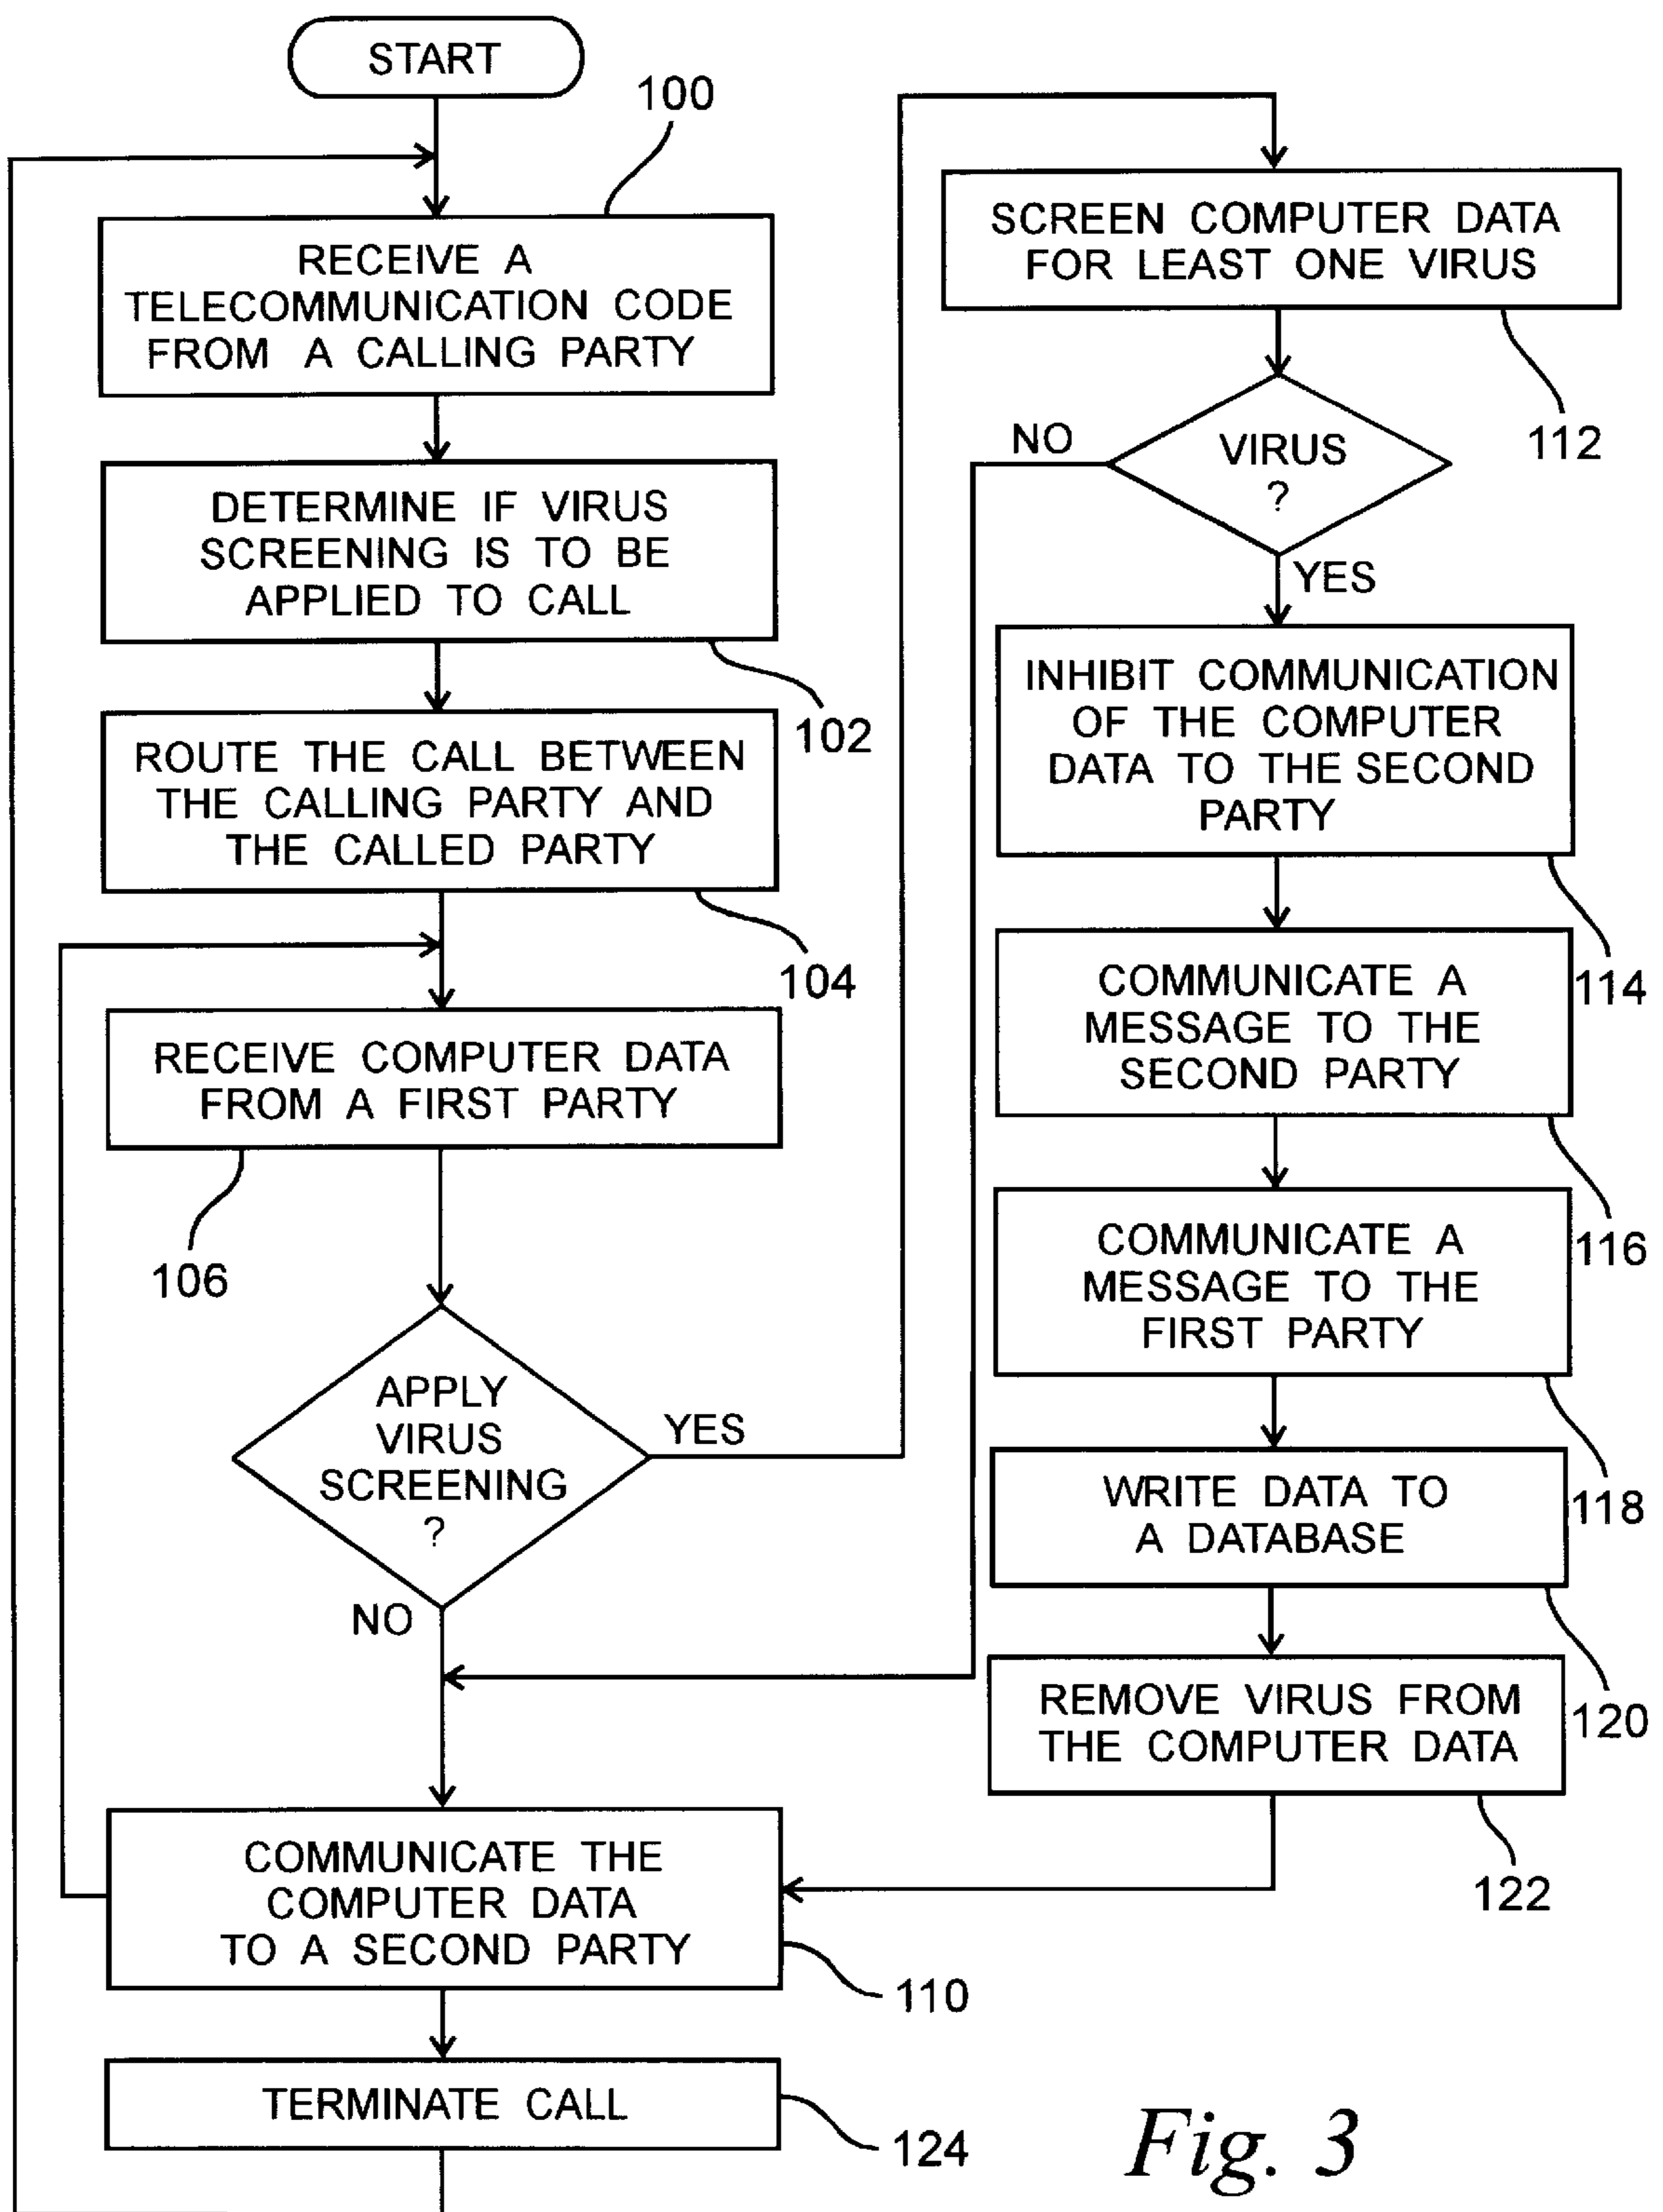 START
100
RECEIVE A
TELECOMMUNICATION CODE
FROM A CALLING PARTY
DETERMINE IF VIRUS
SCREENING IS TO BE
APPLIED TO CALL
102
ROUTE THE CALL BETWEEN
THE CALLING PARTY AND
THE CALLED PARTY
104
RECEIVE COMPUTER DATA
FROM A FIRST PARTY
106
APPLY
VIRUS
SCREENING
?
YES
NO
COMMUNICATE THE
COMPUTER DATA
TO A SECOND PARTY
110
TERMINATE CALL
124
SCREEN COMPUTER DATA
FOR LEAST ONE VIRUS
112
VIRUS
?
NO
YES
INHIBIT COMMUNICATION
OF THE COMPUTER
DATA TO THE SECOND
PARTY
114
COMMUNICATE A
MESSAGE TO THE
SECOND PARTY
116
COMMUNICATE A
MESSAGE TO THE
FIRST PARTY
118
WRITE DATA TO
A DATABASE
120
REMOVE VIRUS FROM
THE COMPUTER DATA
122
Fig. 3